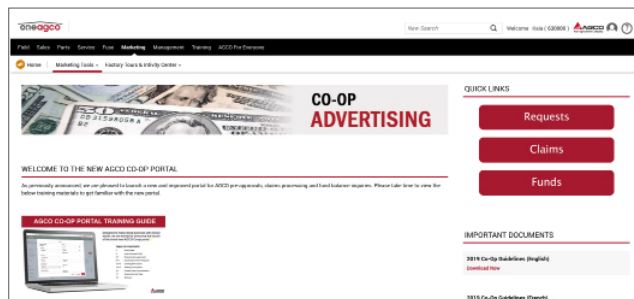 oneagco
New Search
Welcome
AGCO
Field Sales Parts Service Fuse Marketing Management Training AGCO For Everyone
Home Marketing Tools Factory Tours & Intivity Center
CO-OP
ADVERTISING
QUICK LINKS
Requests
Claims
Funds
WELCOME TO THE NEW AGCO CO-OP PORTAL
As previously announced, we are pleased to launch a new and improved portal for AGCO pre-approvals, claims processing and fund balance inquiries. Please take time to view the
below training materials to get familiar with the new portal.
AGCO CO-OP PORTAL TRAINING GUIDE
IMPORTANT DOCUMENTS
2019 Co-Op Guidelines (English)
Download Now
2019 Co-Op Guidelines (French)